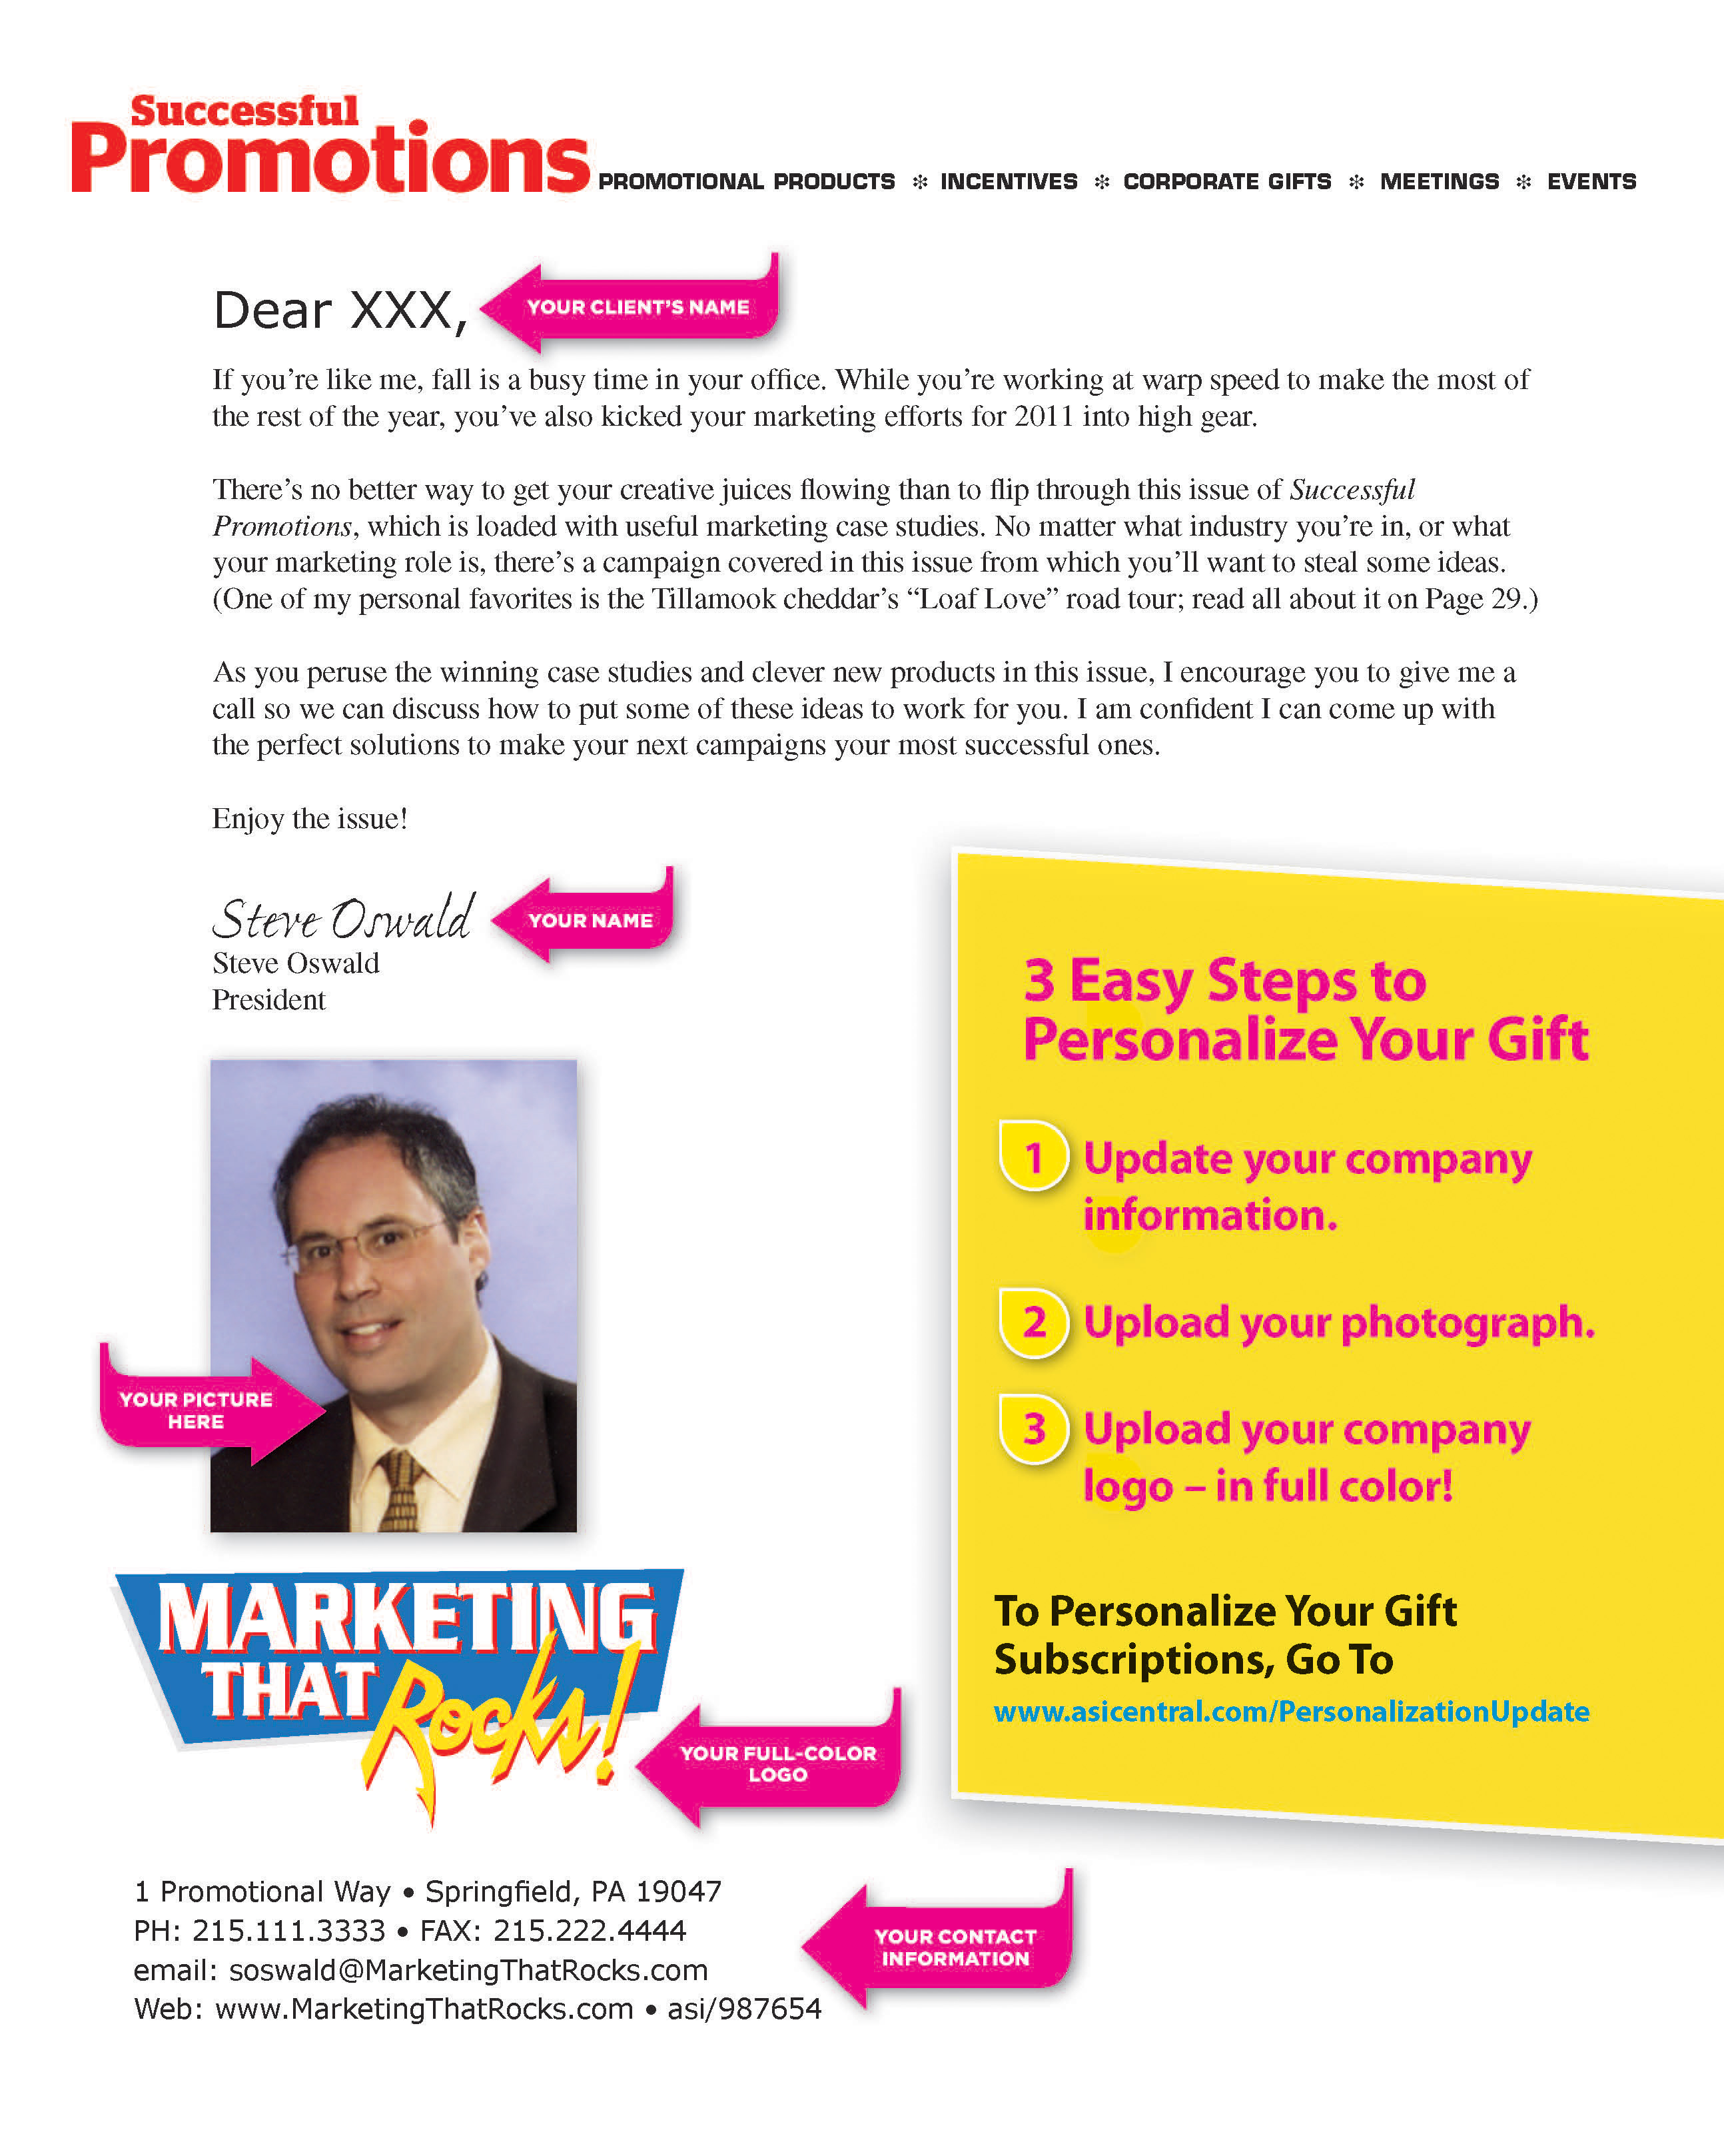 Successful
Promotions
PROMOTIONAL PRODUCTS ❇ INCENTIVES ❇ CORPORATE GIFTS ❇ MEETINGS ❇ EVENTS
Dear XXX,
YOUR CLIENT’S NAME
If you’re like me, fall is a busy time in your office. While you’re working at warp speed to make the most of
the rest of the year, you’ve also kicked your marketing efforts for 2011 into high gear.
There’s no better way to get your creative juices flowing than to flip through this issue of Successful
Promotions, which is loaded with useful marketing case studies. No matter what industry you’re in, or what
your marketing role is, there’s a campaign covered in this issue from which you’ll want to steal some ideas.
(One of my personal favorites is the Tillamook cheddar’s “Loaf Love” road tour; read all about it on Page 29.)
As you peruse the winning case studies and clever new products in this issue, I encourage you to give me a
call so we can discuss how to put some of these ideas to work for you. I am confident I can come up with
the perfect solutions to make your next campaigns your most successful ones.
Enjoy the issue!
Steve Oswald
YOUR NAME
Steve Oswald
President
YOUR PICTURE
HERE
MARKETING
THAT Rocks!
YOUR FULL-COLOR
LOGO
1 Promotional Way • Springfield, PA 19047
PH: 215.111.3333 • FAX: 215.222.4444
email: soswald@MarketingThatRocks.com
Web: www.MarketingThatRocks.com • asi/987654
YOUR CONTACT
INFORMATION
3 Easy Steps to
Personalize Your Gift
1 Update your company
information.
2 Upload your photograph.
3 Upload your company
logo – in full color!
To Personalize Your Gift
Subscriptions, Go To
www.asicentral.com/PersonalizationUpdate